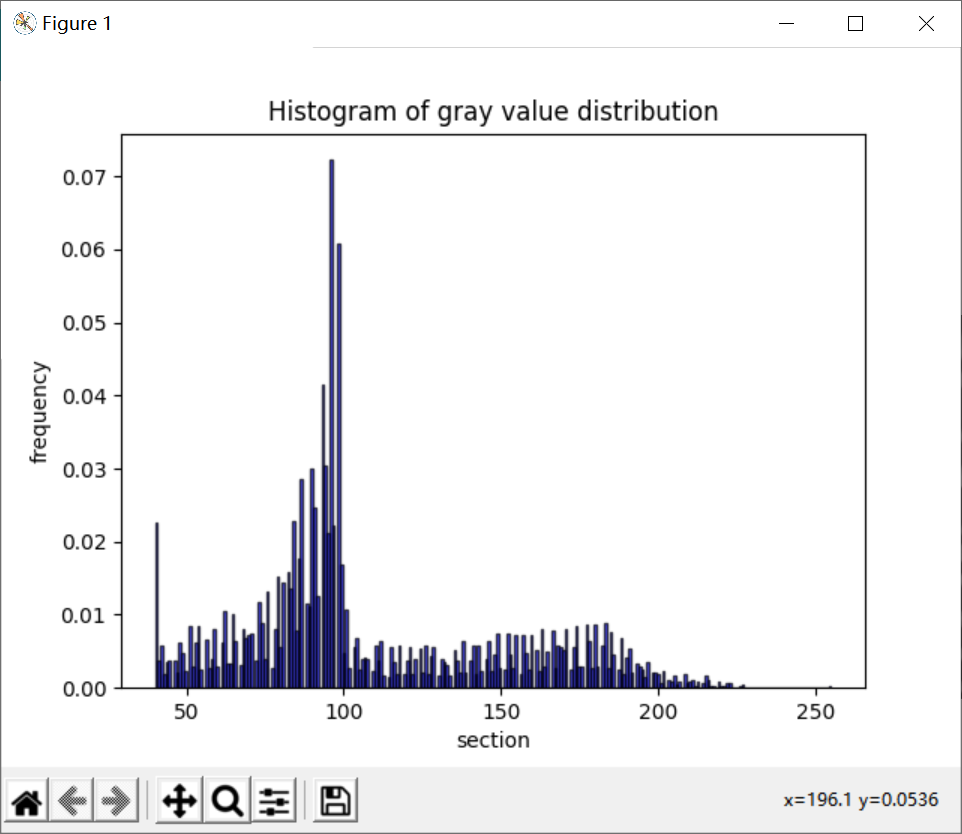 Figure 1
Histogram of gray value distribution
0.07
0.06
0.05
0.04
0.03
0.02
0.01
0.00
frequency
50 100 150 200 250
section
x=196.1 y=0.0536